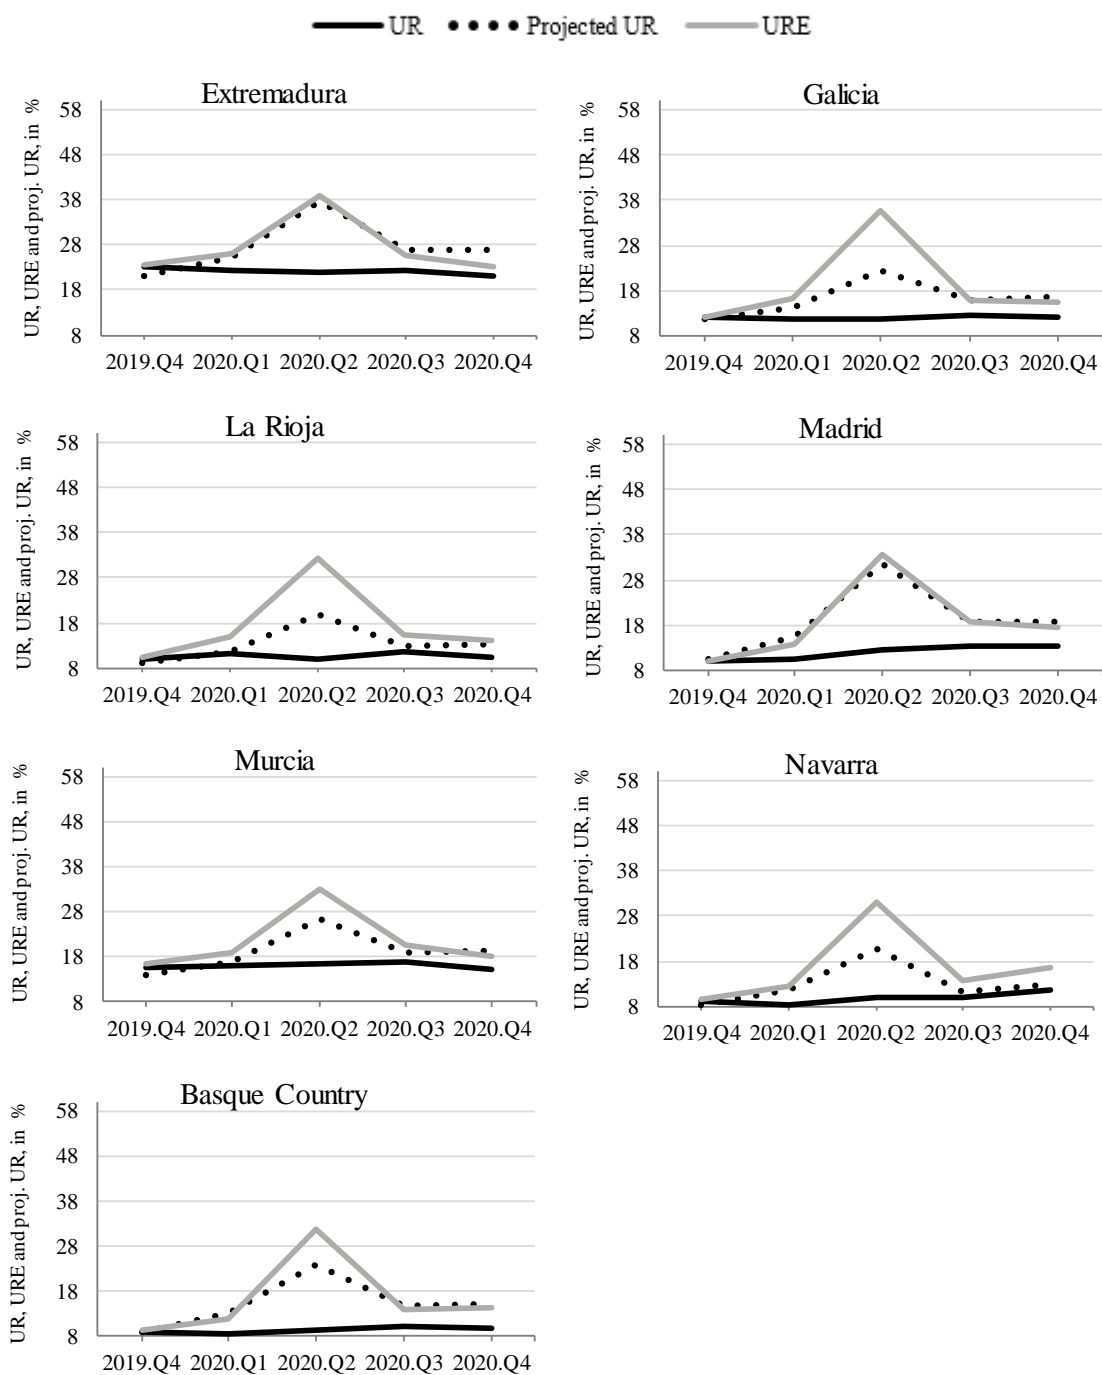 UR Projected UR URE
Extremadura
UR, URE and proj. UR, in %
58
48
38
28
18
8
2019.Q4 2020.Q1 2020.Q2 2020.Q3 2020.Q4
Galicia
UR, URE and proj. UR, in %
58
48
38
28
18
8
2019.Q4 2020.Q1 2020.Q2 2020.Q3 2020.Q4
La Rioja
UR, URE and proj. UR, in %
58
48
38
28
18
8
2019.Q4 2020.Q1 2020.Q2 2020.Q3 2020.Q4
Madrid
UR, URE and proj. UR, in %
58
48
38
28
18
8
2019.Q4 2020.Q1 2020.Q2 2020.Q3 2020.Q4
Murcia
UR, URE and proj. UR, in %
58
48
38
28
18
8
2019.Q4 2020.Q1 2020.Q2 2020.Q3 2020.Q4
Navarra
UR, URE and proj. UR, in %
58
48
38
28
18
8
2019.Q4 2020.Q1 2020.Q2 2020.Q3 2020.Q4
Basque Country
UR, URE and proj. UR, in %
58
48
38
28
18
8
2019.Q4 2020.Q1 2020.Q2 2020.Q3 2020.Q4